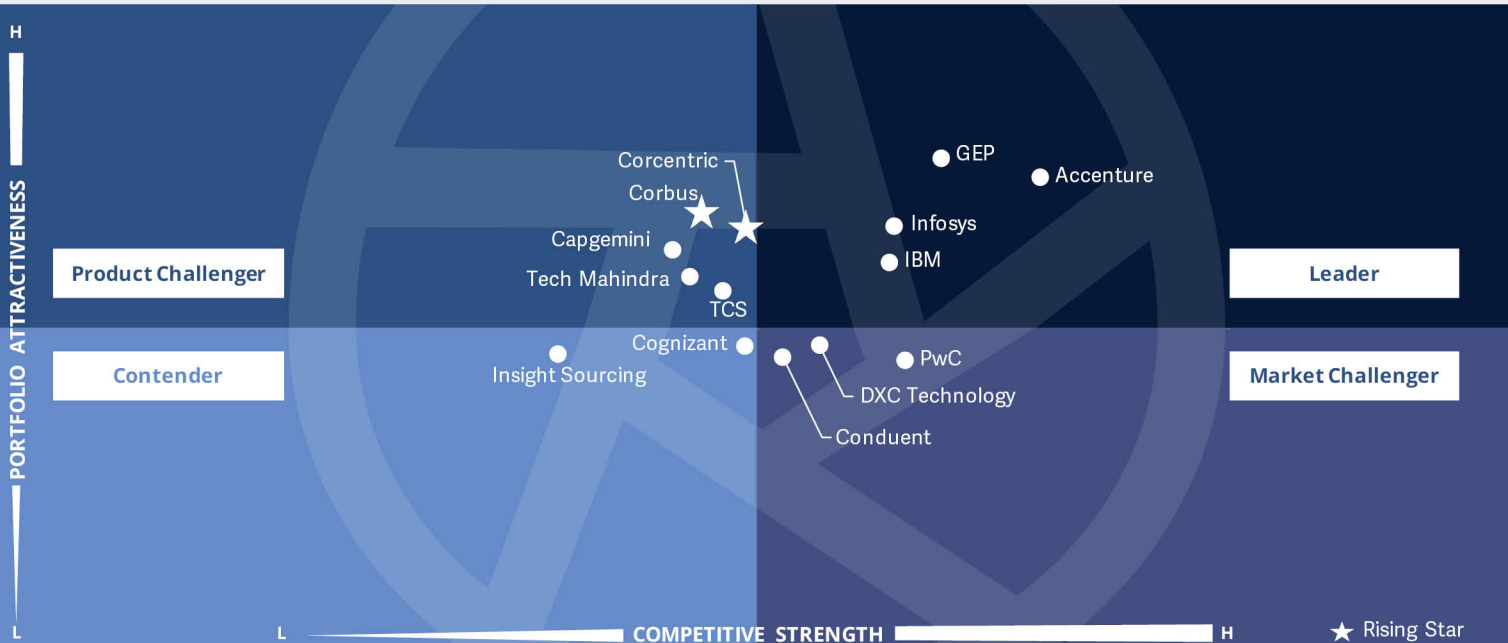 H
PORTFOLIO ATTRACTIVENESS
L
Corcentric
Corbus
Capgemini
Tech Mahindra
TCS
GEP
Accenture
Infosys
IBM
Product Challenger
Leader
Contender
Market Challenger
Cognizant
Insight Sourcing
PwC
DXC Technology
Conduent
L
COMPETITIVE STRENGTH
H
Rising Star